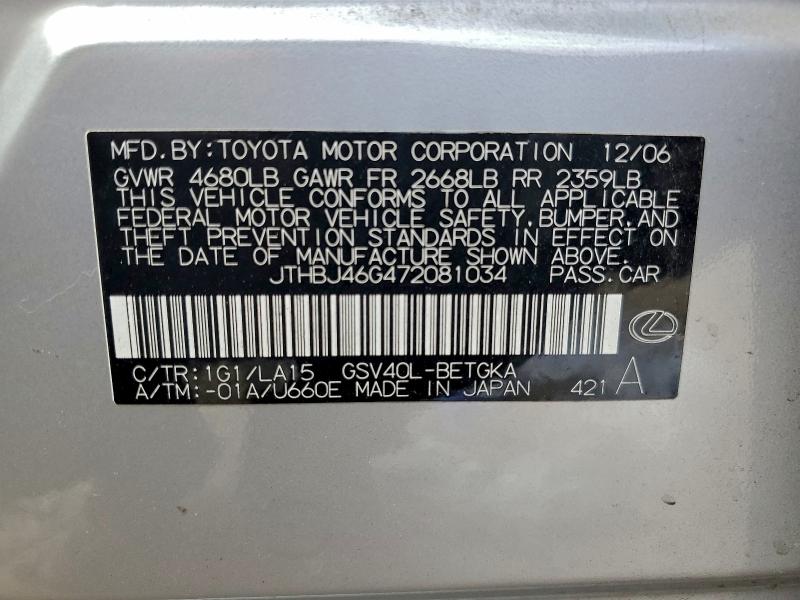 MFD.BY:TOYOTA MOTOR CORPORATION 12/06
GVWR 4680LB GAWR FR 2668LB RR 2359LB
THIS VEHICLE CONFORMS TO ALL APPLICABLE
FEDERAL MOTOR VEHICLE SAFETY, BUMPER, AND
THEFT PREVENTION STANDARDS IN EFFECT ON
THE DATE OF MANUFACTURE SHOWN ABOVE.
JTHBJ46G472081034 PASS.CAR
C/TR:1G1/LA15 GSV40L-BETGKA
A/TM:-01A/U660E MADE IN JAPAN 421 A